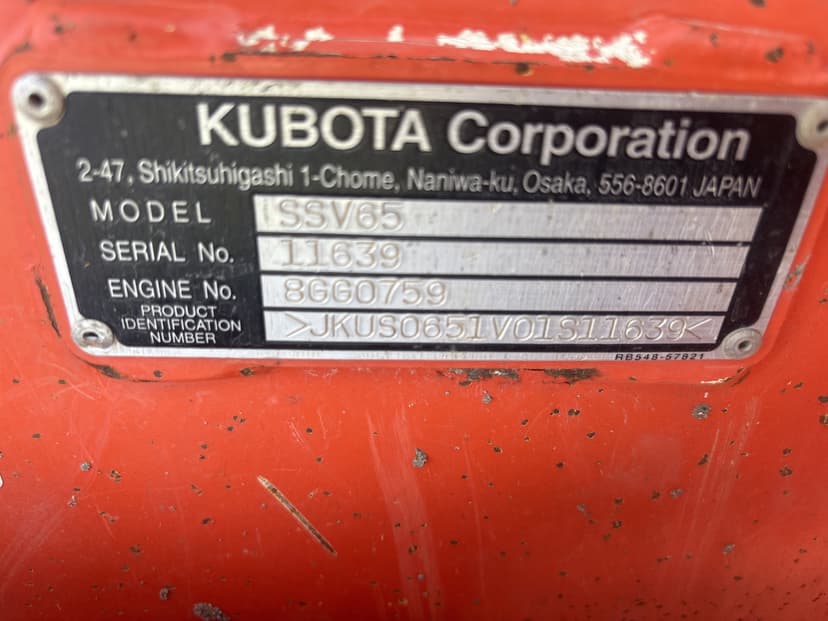 KUBOTA Corporation
2-47, Shikitsuhigashi 1-Chome, Naniwa-ku, Osaka, 556-8601 JAPAN
MODEL SSV65
SERIAL No. 11639
ENGINE No. 8GG0759
PRODUCT IDENTIFICATION NUMBER >JKUS0651V01S11639<
RB548-57821